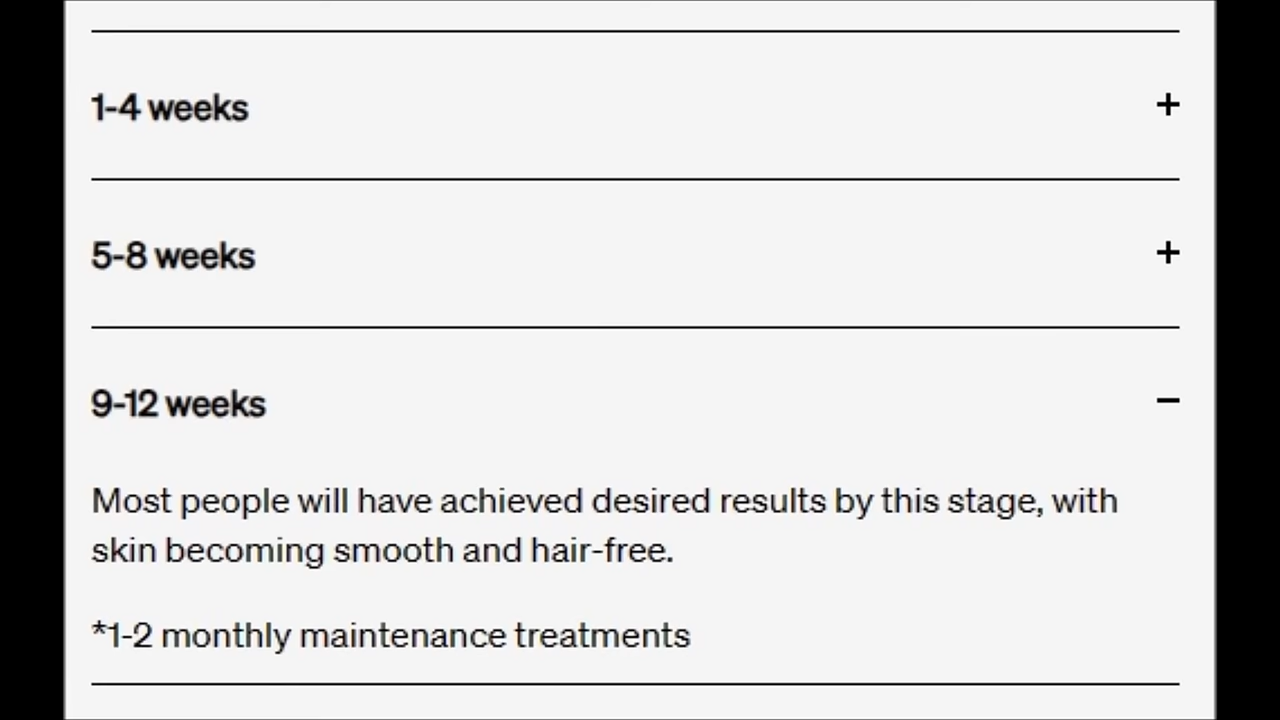 1-4 weeks
5-8 weeks
9-12 weeks
Most people will have achieved desired results by this stage, with
skin becoming smooth and hair-free.
*1-2 monthly maintenance treatments